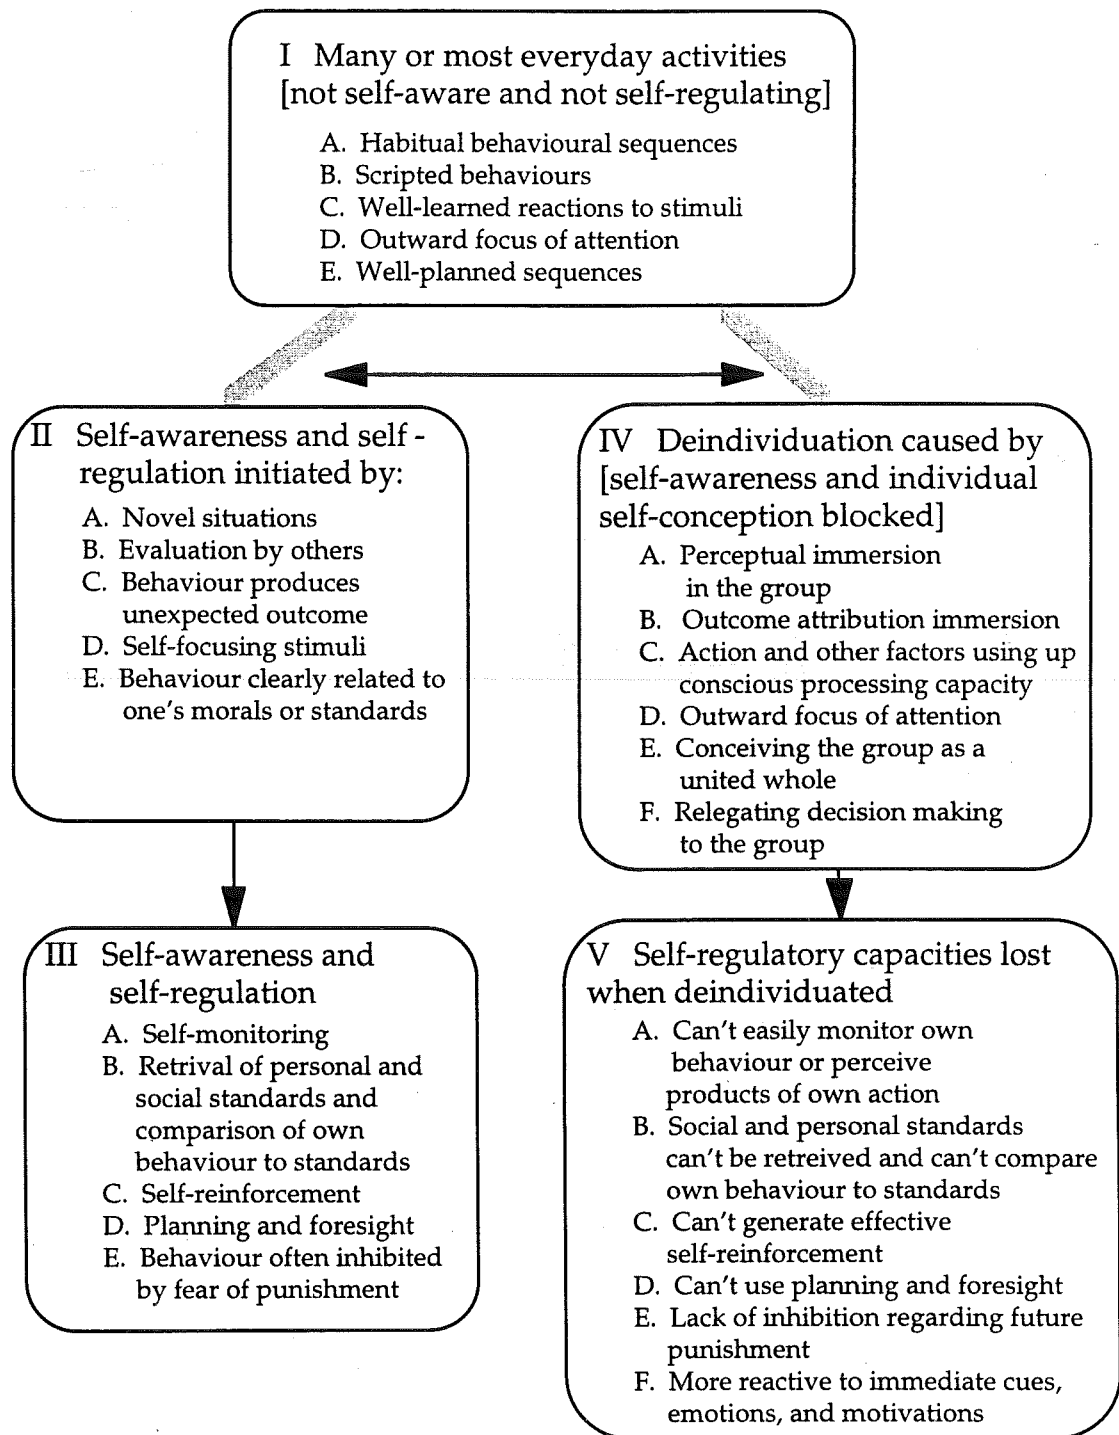 I Many or most everyday activities
[not self-aware and not self-regulating]
A. Habitual behavioural sequences
B. Scripted behaviours
C. Well-learned reactions to stimuli
D. Outward focus of attention
E. Well-planned sequences
II Self-awareness and self -
regulation initiated by:
A. Novel situations
B. Evaluation by others
C. Behaviour produces
unexpected outcome
D. Self-focusing stimuli
E. Behaviour clearly related to
one's morals or standards
III Self-awareness and
self-regulation
A. Self-monitoring
B. Retrival of personal and
social standards and
comparison of own
behaviour to standards
C. Self-reinforcement
D. Planning and foresight
E. Behaviour often inhibited
by fear of punishment
IV Deindividuation caused by
[self-awareness and individual
self-conception blocked]
A. Perceptual immersion
in the group
B. Outcome attribution immersion
C. Action and other factors using up
conscious processing capacity
D. Outward focus of attention
E. Conceiving the group as a
united whole
F. Relegating decision making
to the group
V Self-regulatory capacities lost
when deindividuated
A. Can't easily monitor own
behaviour or perceive
products of own action
B. Social and personal standards
can't be retreived and can't compare
own behaviour to standards
C. Can't generate effective
self-reinforcement
D. Can't use planning and foresight
E. Lack of inhibition regarding future
punishment
F. More reactive to immediate cues,
emotions, and motivations